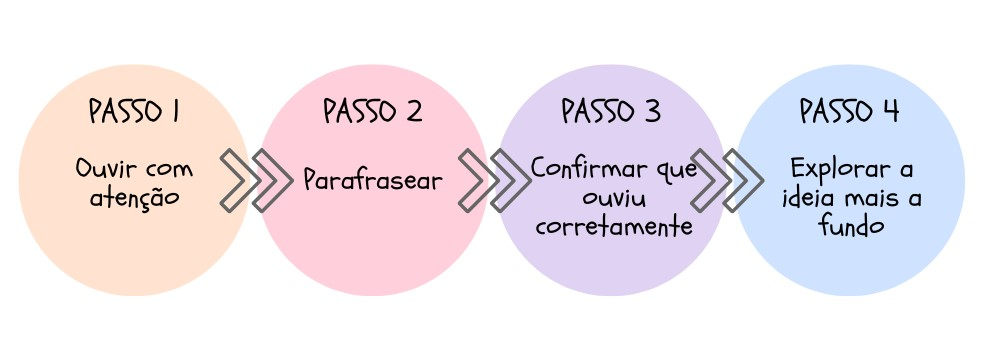 PASSO 1
Ouvir com
atenção
PASSO 2
Parafrasear
PASSO 3
Confirmar que
ouviu
corretamente
PASSO 4
Explorar a
ideia mais a
fundo